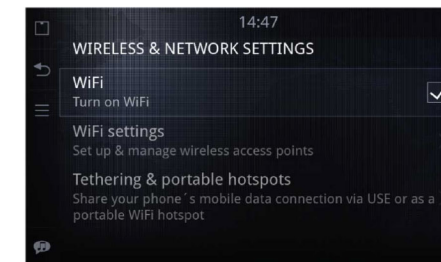 14:47
WIRELESS & NETWORK SETTINGS
WiFi
Turn on WiFi
WiFi settings
Set up & manage wireless access points
Tethering & portable hotspots
Share your phone´s mobile data connection via USE or as a
portable WiFi hotspot